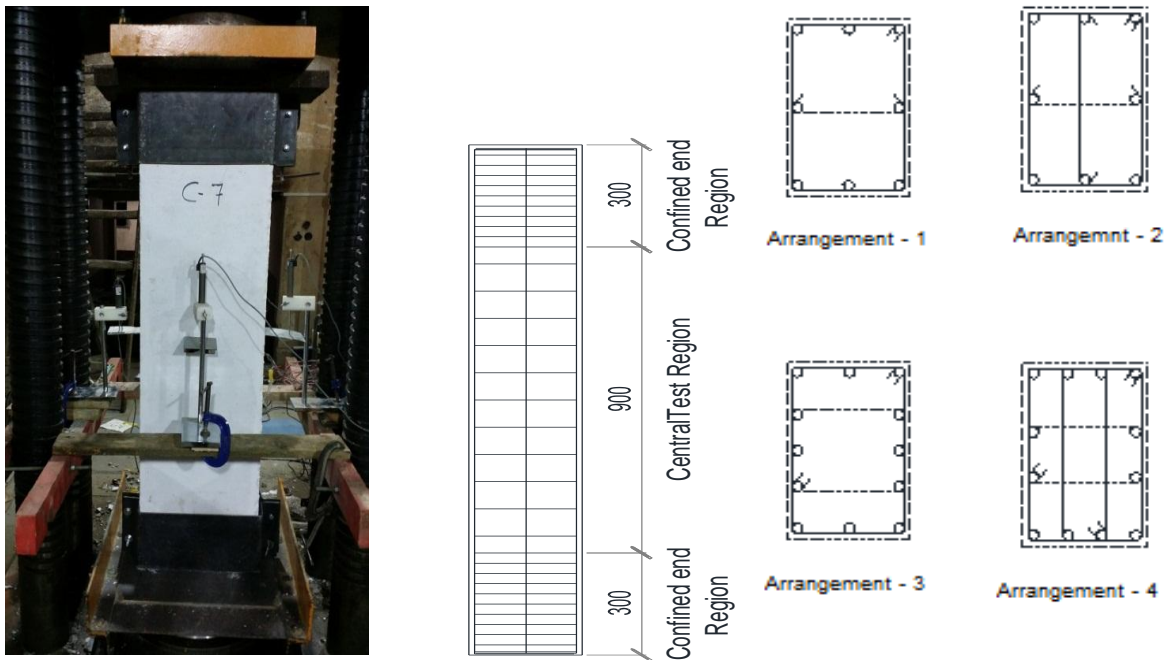 C-7
300
Confined end
Region
900
CentralTest Region
300
Confined end
Region
Arrangement - 1
Arrangemnt - 2
Arrangement - 3
Arrangement - 4